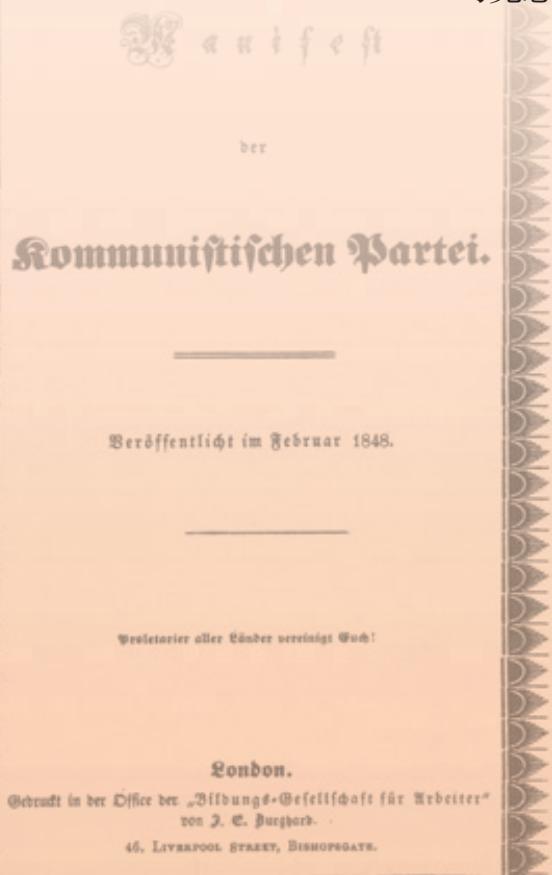 Manifest
der
Kommunistischen Partei.
Veröffentlicht im Februar 1848.
Proletarier aller Länder vereinigt Euch!
London.
Gedruckt in der Office der „Bildungs-Gesellschaft für Arbeiter“
von J. E. Burghard.
46, LIVERPOOL STREET, BISHOPSGATE.